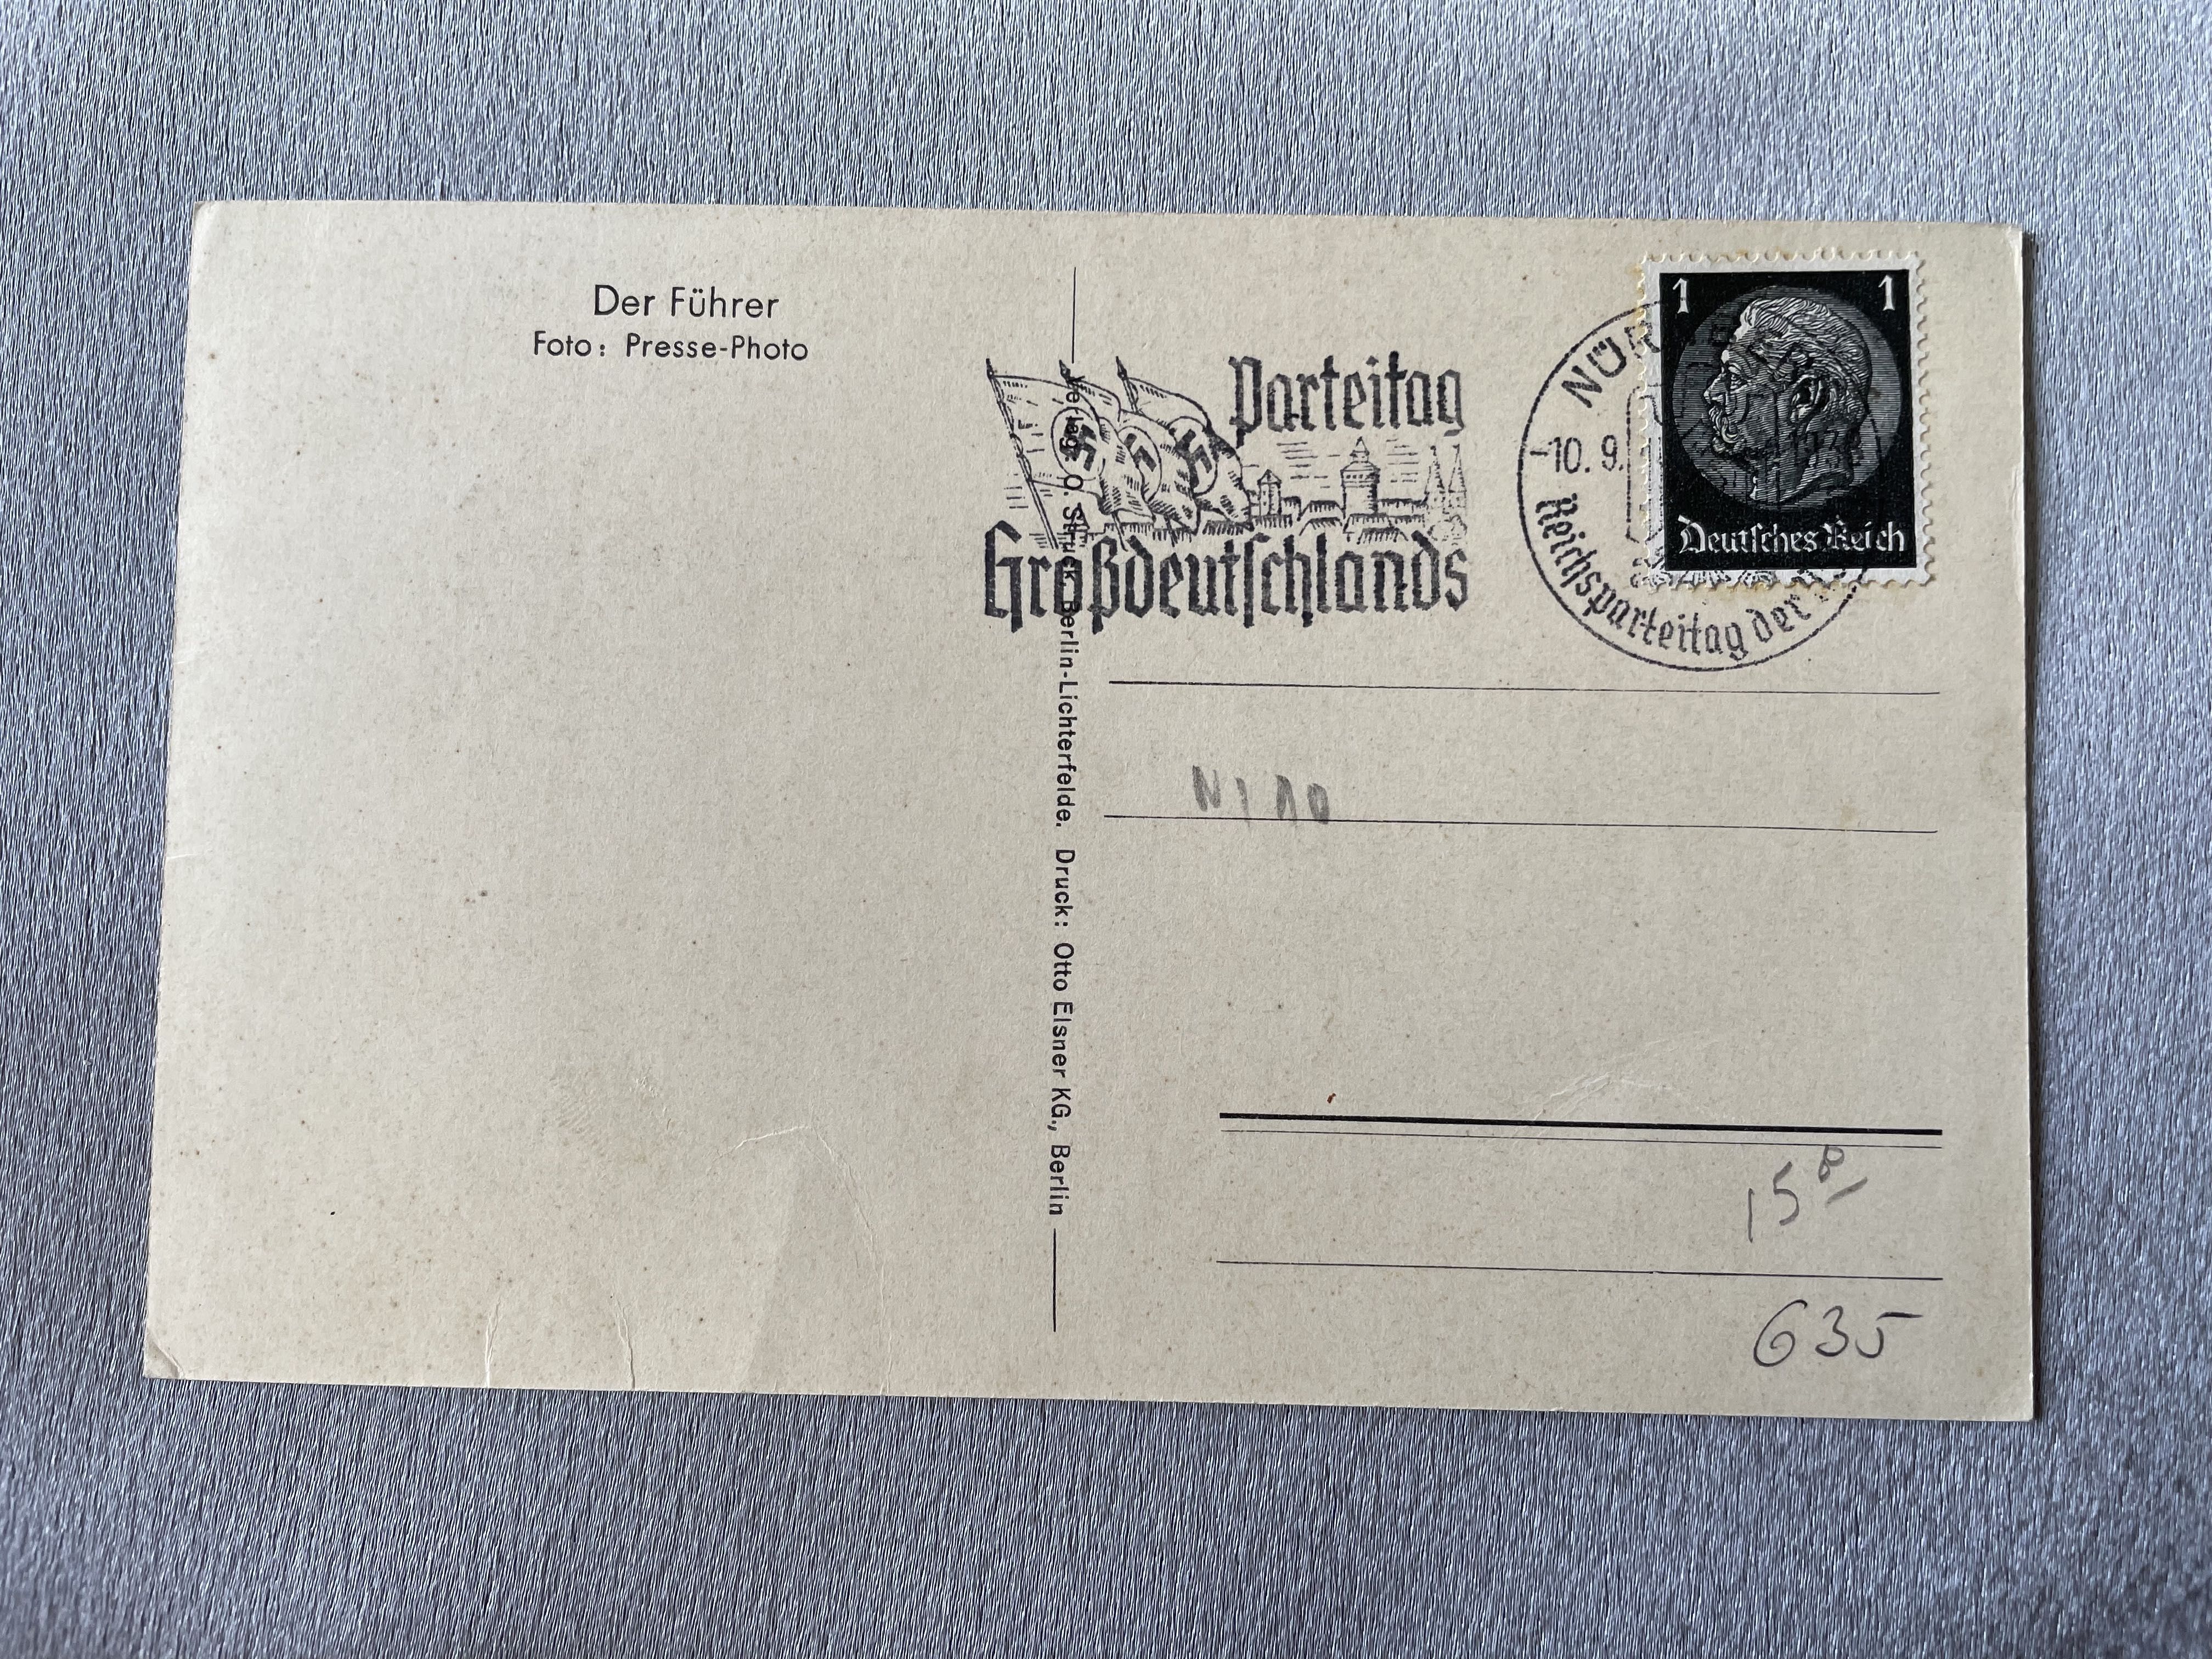 Der Führer
Foto: Presse-Photo
Verlag: O. Struck, Berlin-Lichterfelde. Druck: Otto Elsner KG., Berlin
Parteitag
Großdeutschlands
-10.9.
Reichsparteitag der
1 1
Deutsches Reich
15
635